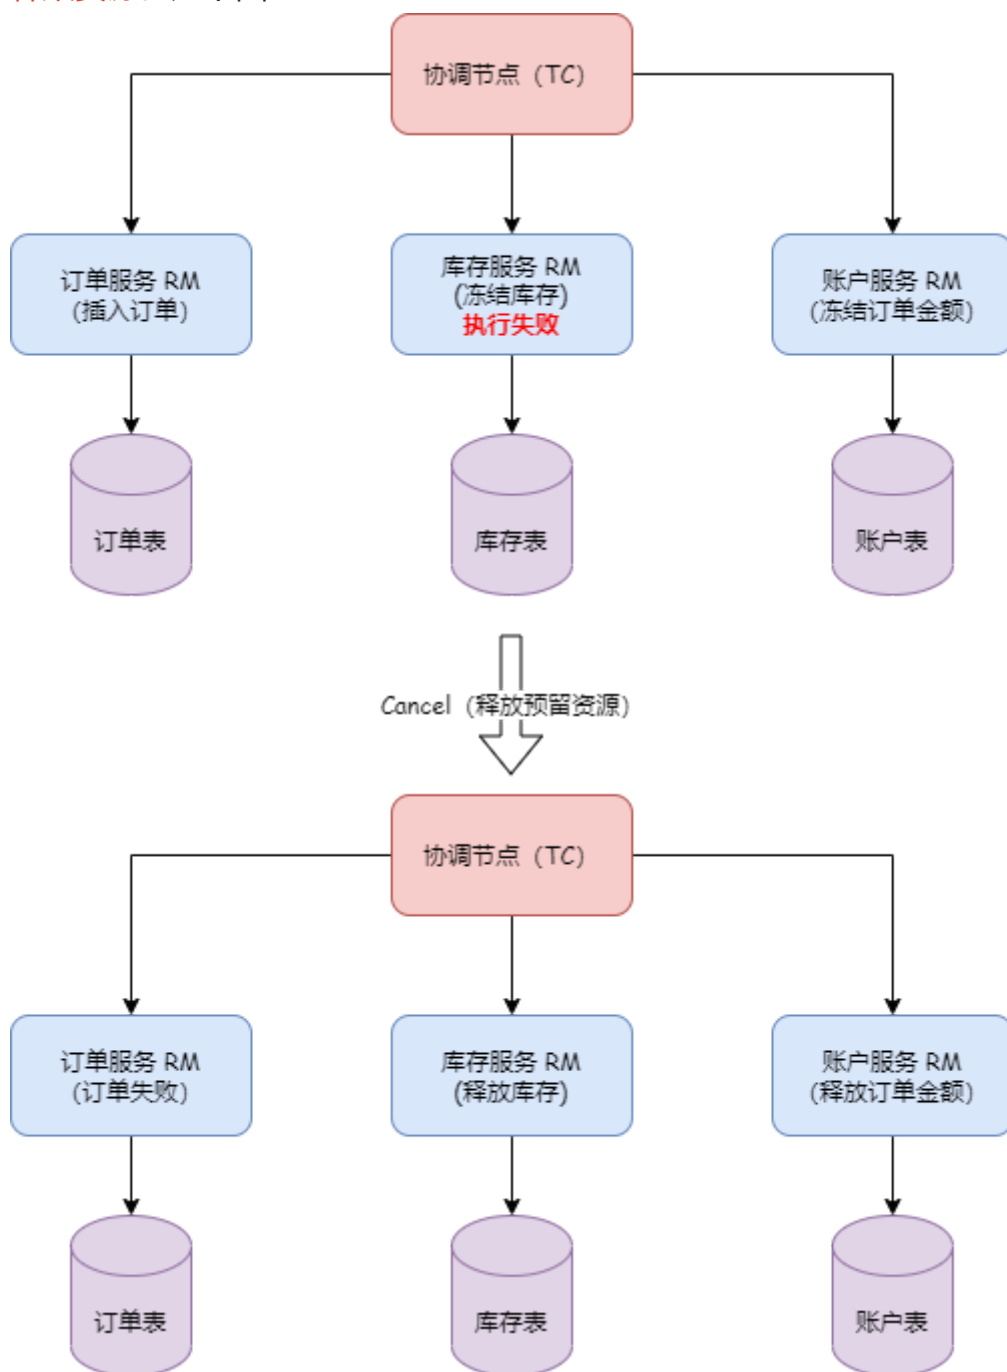 协调节点（TC）
订单服务 RM
(插入订单)
库存服务 RM
(冻结库存)
执行失败
账户服务 RM
(冻结订单金额)
订单表
库存表
账户表
Cancel（释放预留资源）
协调节点（TC）
订单服务 RM
(订单失败)
库存服务 RM
(释放库存)
账户服务 RM
(释放订单金额)
订单表
库存表
账户表